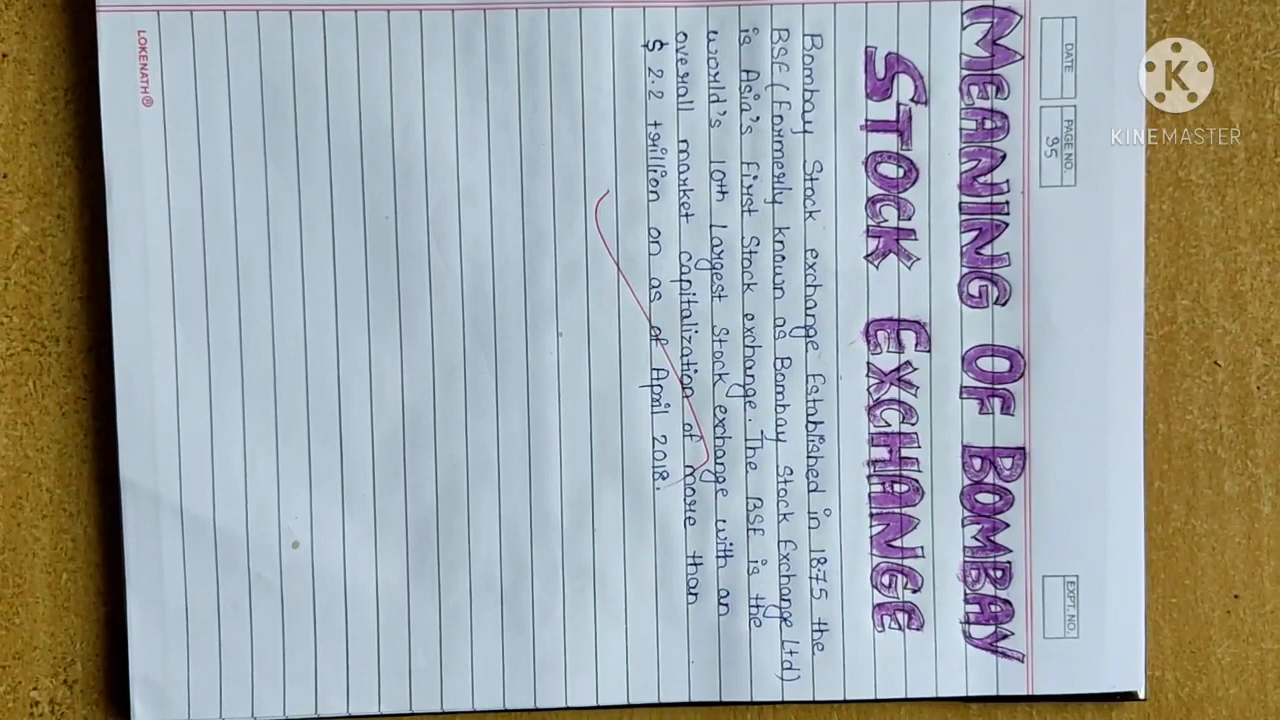 DATE
PAGE NO.
95
EXPT. NO.
MEANING OF BOMBAY
STOCK EXCHANGE
Bombay Stock exchange Established in 1875 the
BSE (formerly known as Bombay Stock Exchange Ltd)
is Asia's first Stock exchange. The BSE is the
world's 10th largest Stock exchange with an
overall market capitalization of more than
$ 2.2 trillion on as of April 2018.
LOKENATH®
K
KINEMASTER